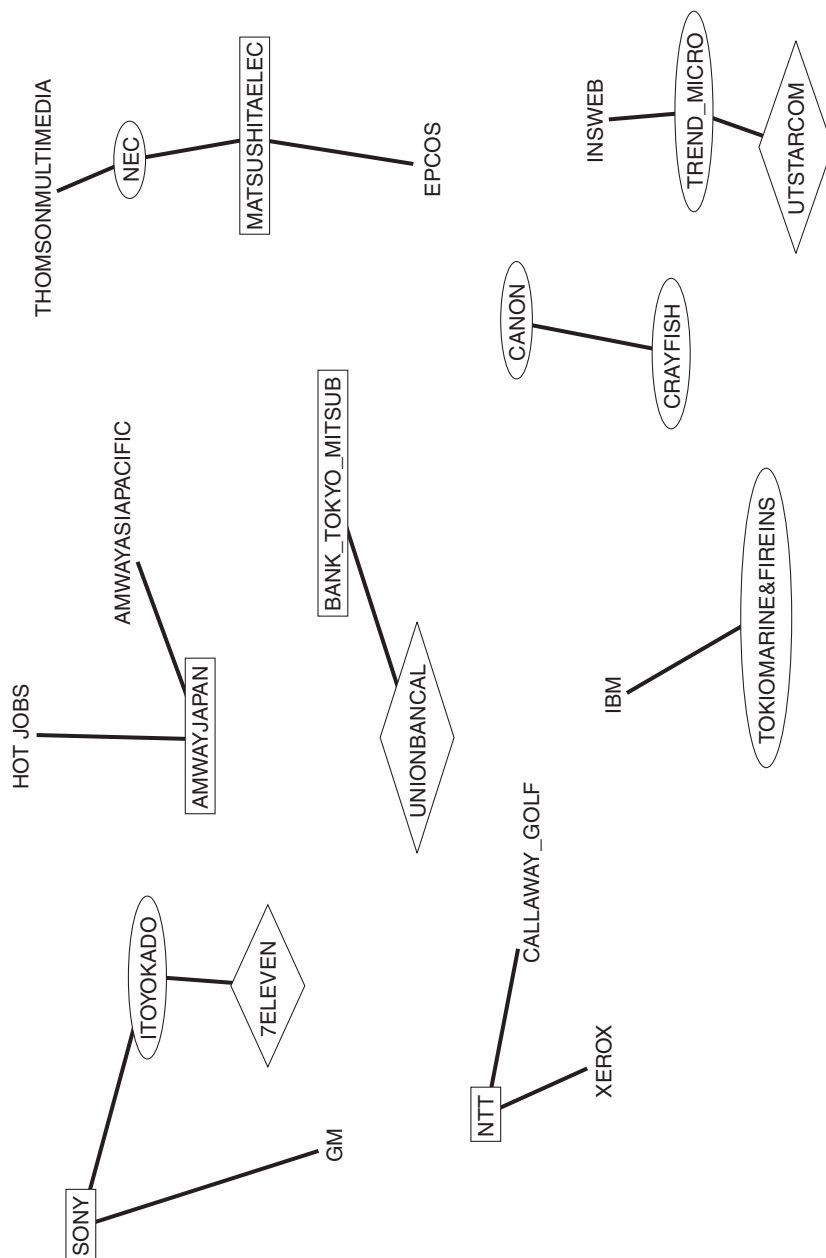 THOMSONMULTIMEDIA
NEC
MATSUSHITAELEC
EPCOS
INSWEB
TREND_MICRO
UTSTARCOM
AMWAYASIAPACIFIC
HOT JOBS
AMWAYJAPAN
BANK_TOKYO_MITSUB
UNIONBANCAL
CANON
CRAYFISH
IBM
TOKIOMARINE&FIREINS
ITOYOKADO
7ELEVEN
SONY
GM
CALLAWAY_GOLF
NTT
XEROX